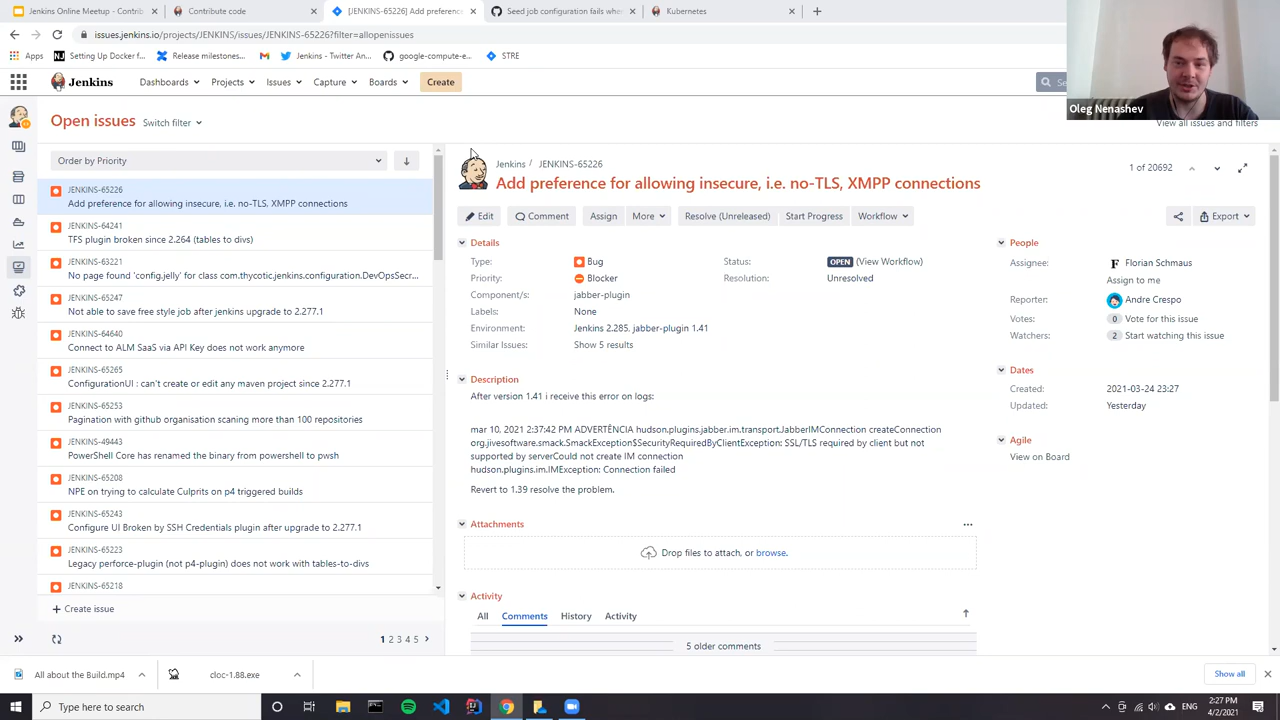 Jenkins Online Meetup - Contrib
Contribute code
[JENKINS-65226] Add preferenc
Seed job configuration fails when
Kubernetes
issues.jenkins.io/projects/JENKINS/issues/JENKINS-65226?filter=allopenissues
Apps
Setting Up Docker f
Release milestones...
Jenkins - Twitter An
google-compute-e...
STRE
Jenkins
Dashboards
Projects
Issues
Capture
Boards
Create
Oleg Nenashev
Open issues
Switch filter
View all issues and filters
Order by Priority
JENKINS-65226
Add preference for allowing insecure, i.e. no-TLS, XMPP connections
JENKINS-64241
TFS plugin broken since 2.264 (tables to divs)
JENKINS-63221
No page found 'config.jelly' for class com.thycotic.jenkins.configuration.DevOpsSecr...
JENKINS-65247
Not able to save free style job after jenkins upgrade to 2.277.1
JENKINS-64640
Connect to ALM SaaS via API Key does not work anymore
JENKINS-65265
ConfigurationUI : can't create or edit any maven project since 2.277.1
JENKINS-65253
Pagination with github organisation scaning more than 100 repositories
JENKINS-49443
PowerShell Core has renamed the binary from powershell to pwsh
JENKINS-65208
NPE on trying to calculate Culprits on p4 triggered builds
JENKINS-65243
Configure UI Broken by SSH Credentials plugin after upgrade to 2.277.1
JENKINS-65223
Legacy perforce-plugin (not p4-plugin) does not work with tables-to-divs
JENKINS-65218
Create issue
1 2 3 4 5
Jenkins / JENKINS-65226
1 of 20692
Add preference for allowing insecure, i.e. no-TLS, XMPP connections
Edit
Comment
Assign
More
Resolve (Unreleased)
Start Progress
Workflow
Export
Details
Type: Bug
Status: OPEN (View Workflow)
Priority: Blocker
Resolution: Unresolved
Component/s: jabber-plugin
Labels: None
Environment: Jenkins 2.285, jabber-plugin 1.41
Similar Issues: Show 5 results
Description
After version 1.41 i receive this error on logs:
mar 10, 2021 2:37:42 PM ADVERTÊNCIA hudson.plugins.jabber.im.transport.JabberIMConnection createConnection
org.jivesoftware.smack.SmackException$SecurityRequiredByClientException: SSL/TLS required by client but not
supported by serverCould not create IM connection
hudson.plugins.im.IMException: Connection failed
Revert to 1.39 resolve the problem.
Attachments
Drop files to attach, or browse.
Activity
All
Comments
History
Activity
5 older comments
People
Assignee: Florian Schmaus
Assign to me
Reporter: Andre Crespo
Votes: 0 Vote for this issue
Watchers: 2 Start watching this issue
Dates
Created: 2021-03-24 23:27
Updated: Yesterday
Agile
View on Board
All about the Build.mp4
cloc-1.88.exe
Show all
Type here to search
2:27 PM
4/2/2021